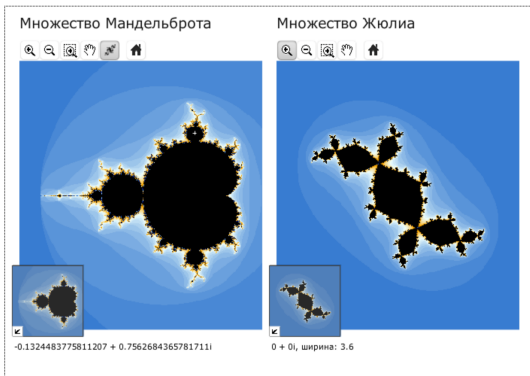 Множество Мандельброта
Множество Жюлиа
-0.1324483775811207 + 0.7562684365781711i
0 + 0i, ширина: 3.6